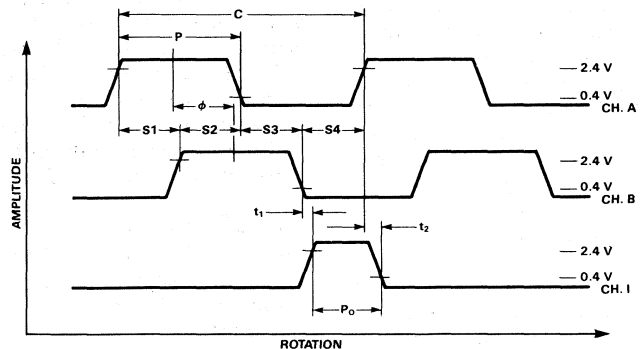 C
P
2.4 V
0.4 V
CH. A
ϕ
S1 S2 S3 S4
2.4 V
0.4 V
CH. B
t₁
t₂
2.4 V
0.4 V
CH. I
P₀
AMPLITUDE
ROTATION